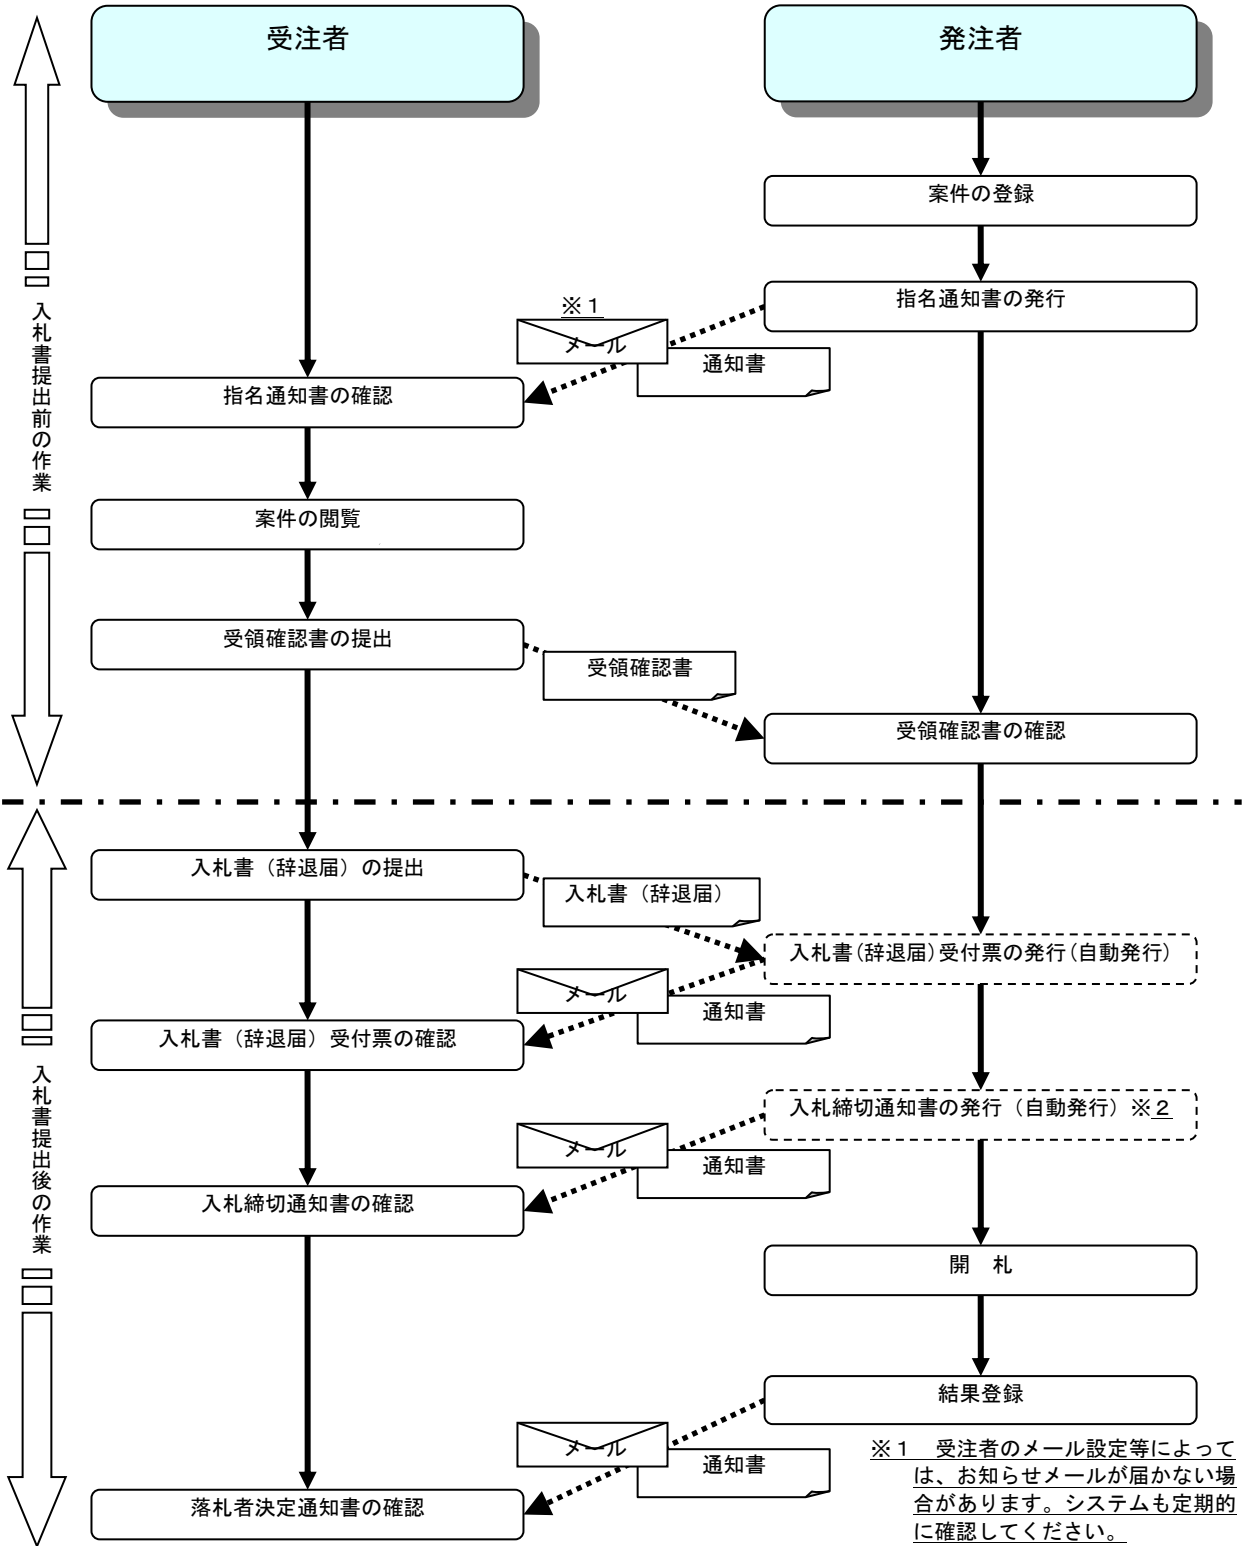 受注者
発注者
案件の登録
指名通知書の発行
※１
メール
通知書
指名通知書の確認
入札書提出前の作業
案件の閲覧
受領確認書の提出
受領確認書
受領確認書の確認
入札書（辞退届）の提出
入札書（辞退届）
入札書(辞退届)受付票の発行(自動発行)
メール
通知書
入札書（辞退届）受付票の確認
入札書提出後の作業
入札締切通知書の発行（自動発行）※２
メール
通知書
入札締切通知書の確認
開　札
結果登録
メール
通知書
落札者決定通知書の確認
※１　受注者のメール設定等によって
は、お知らせメールが届かない場
合があります。システムも定期的
に確認してください。